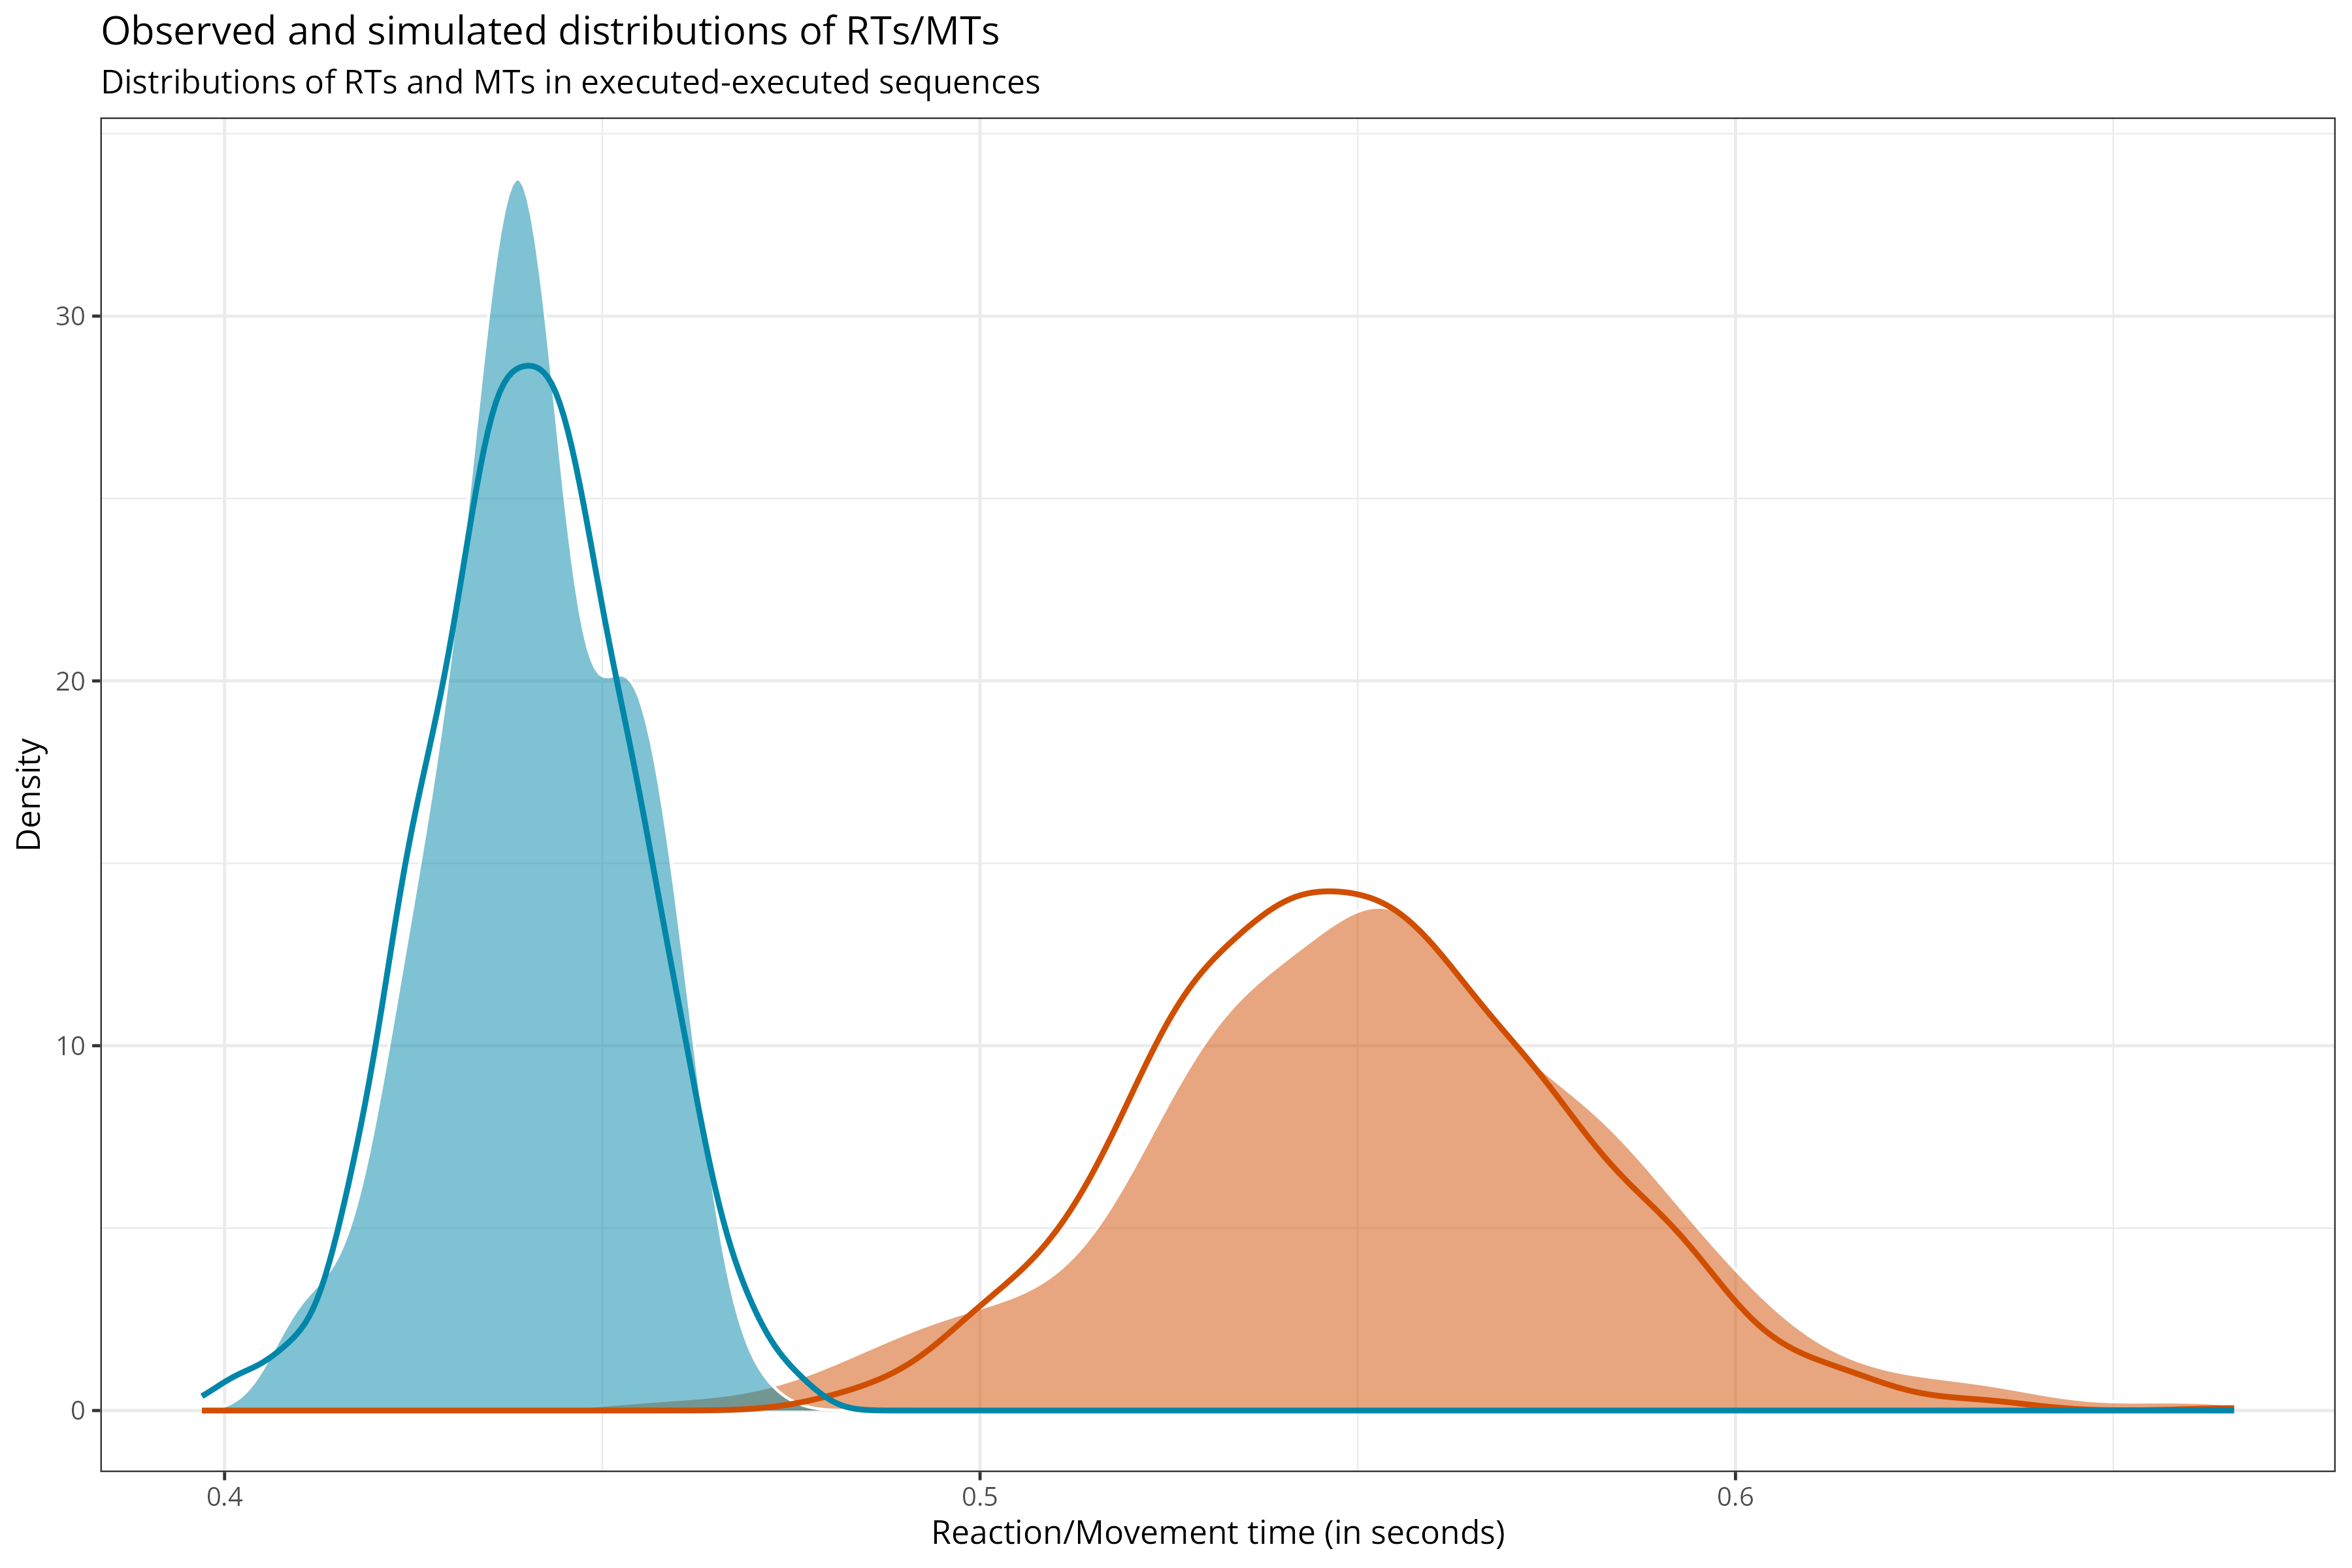 Observed and simulated distributions of RTs/MTs
Distributions of RTs and MTs in executed-executed sequences
Density
30
20
10
0
0.4 0.5 0.6
Reaction/Movement time (in seconds)